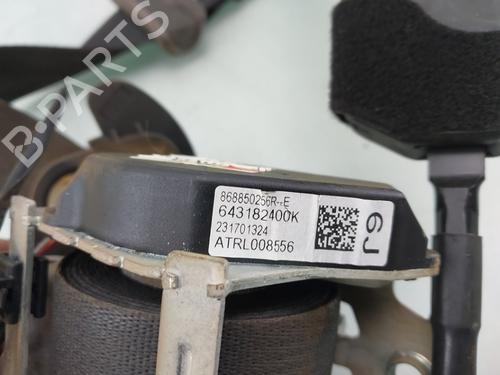 868850256R--E
643182400K
231701324
ATRL008556
6J
B-PARTS